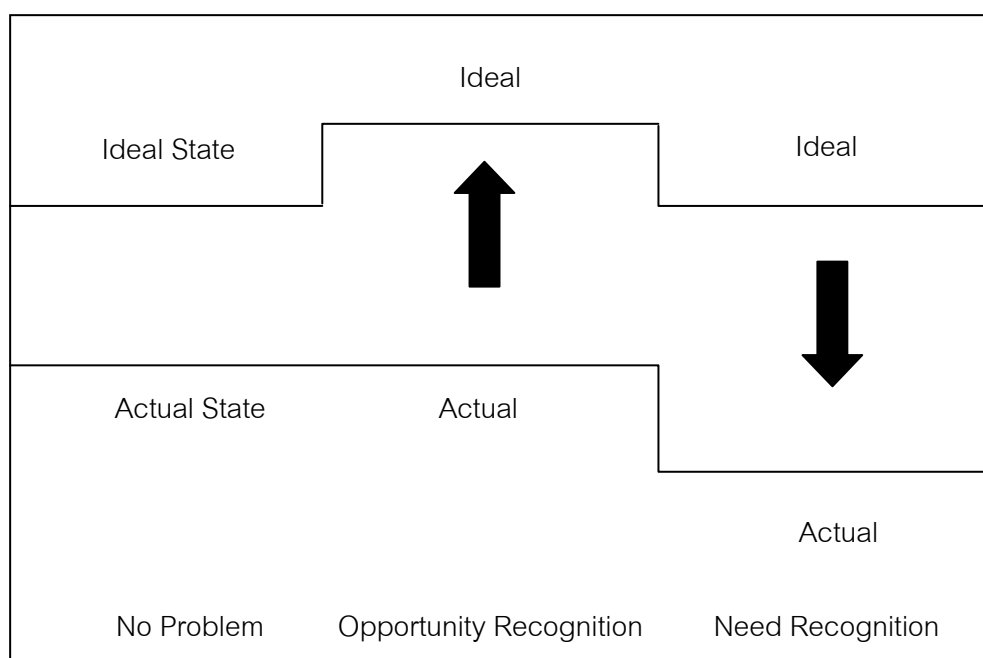 Ideal
Ideal State
Ideal
Actual State
Actual
Actual
No Problem
Opportunity Recognition
Need Recognition